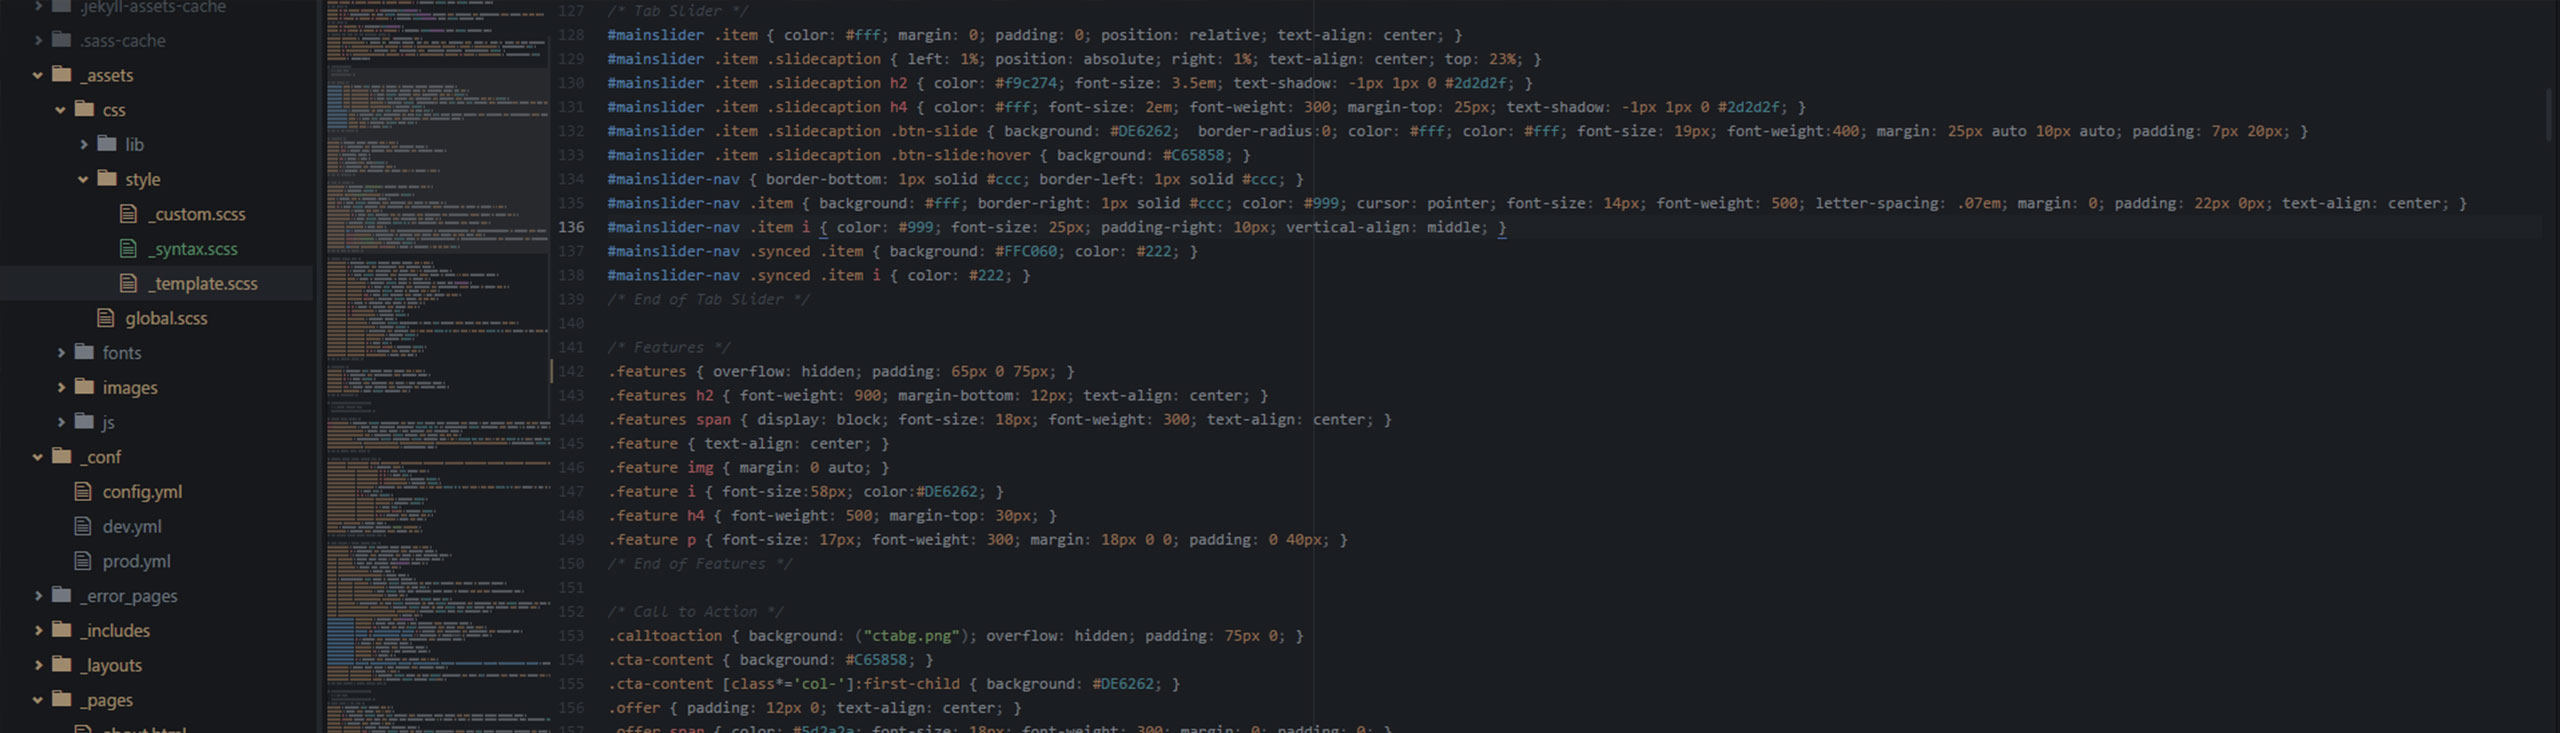 .jekyll-assets-cache
.sass-cache
_assets
css
lib
style
_custom.scss
_syntax.scss
_template.scss
global.scss
fonts
images
js
_conf
config.yml
dev.yml
prod.yml
_error_pages
_includes
_layouts
_pages
about.html
127 /* Tab Slider */
128 #mainslider .item { color: #fff; margin: 0; padding: 0; position: relative; text-align: center; }
129 #mainslider .item .slidecaption { left: 1%; position: absolute; right: 1%; text-align: center; top: 23%; }
130 #mainslider .item .slidecaption h2 { color: #f9c274; font-size: 3.5em; text-shadow: -1px 1px 0 #2d2d2f; }
131 #mainslider .item .slidecaption h4 { color: #fff; font-size: 2em; font-weight: 300; margin-top: 25px; text-shadow: -1px 1px 0 #2d2d2f; }
132 #mainslider .item .slidecaption .btn-slide { background: #DE6262;  border-radius:0; color: #fff; color: #fff; font-size: 19px; font-weight:400; margin: 25px auto 10px auto; padding: 7px 20px; }
133 #mainslider .item .slidecaption .btn-slide:hover { background: #C65858; }
134 #mainslider-nav { border-bottom: 1px solid #ccc; border-left: 1px solid #ccc; }
135 #mainslider-nav .item { background: #fff; border-right: 1px solid #ccc; color: #999; cursor: pointer; font-size: 14px; font-weight: 500; letter-spacing: .07em; margin: 0; padding: 22px 0px; text-align: center; }
136 #mainslider-nav .item i { color: #999; font-size: 25px; padding-right: 10px; vertical-align: middle; }
137 #mainslider-nav .synced .item { background: #FFC060; color: #222; }
138 #mainslider-nav .synced .item i { color: #222; }
139 /* End of Tab Slider */
140
141 /* Features */
142 .features { overflow: hidden; padding: 65px 0 75px; }
143 .features h2 { font-weight: 900; margin-bottom: 12px; text-align: center; }
144 .features span { display: block; font-size: 18px; font-weight: 300; text-align: center; }
145 .feature { text-align: center; }
146 .feature img { margin: 0 auto; }
147 .feature i { font-size:58px; color:#DE6262; }
148 .feature h4 { font-weight: 500; margin-top: 30px; }
149 .feature p { font-size: 17px; font-weight: 300; margin: 18px 0 0; padding: 0 40px; }
150 /* End of Features */
151
152 /* Call to Action */
153 .calltoaction { background: ("ctabg.png"); overflow: hidden; padding: 75px 0; }
154 .cta-content { background: #C65858; }
155 .cta-content [class*='col-']:first-child { background: #DE6262; }
156 .offer { padding: 12px 0; text-align: center; }
157 .offer span { color: #5d2a2a; font-size: 18px; font-weight: 300; margin: 0; padding: 0; }